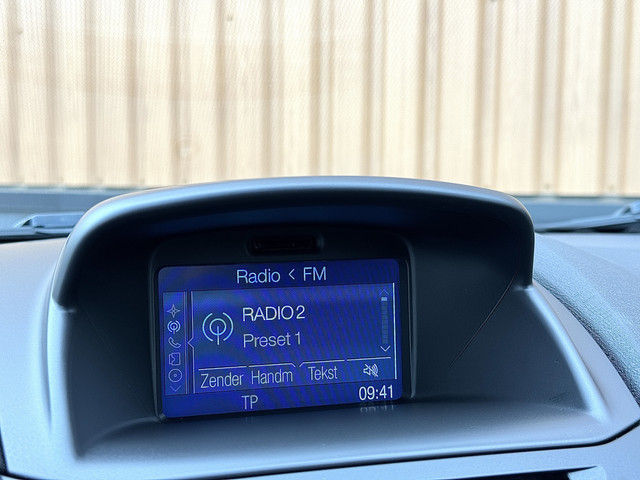 Radio < FM
RADIO 2
Preset 1
Zender Handm Tekst
TP
09:41